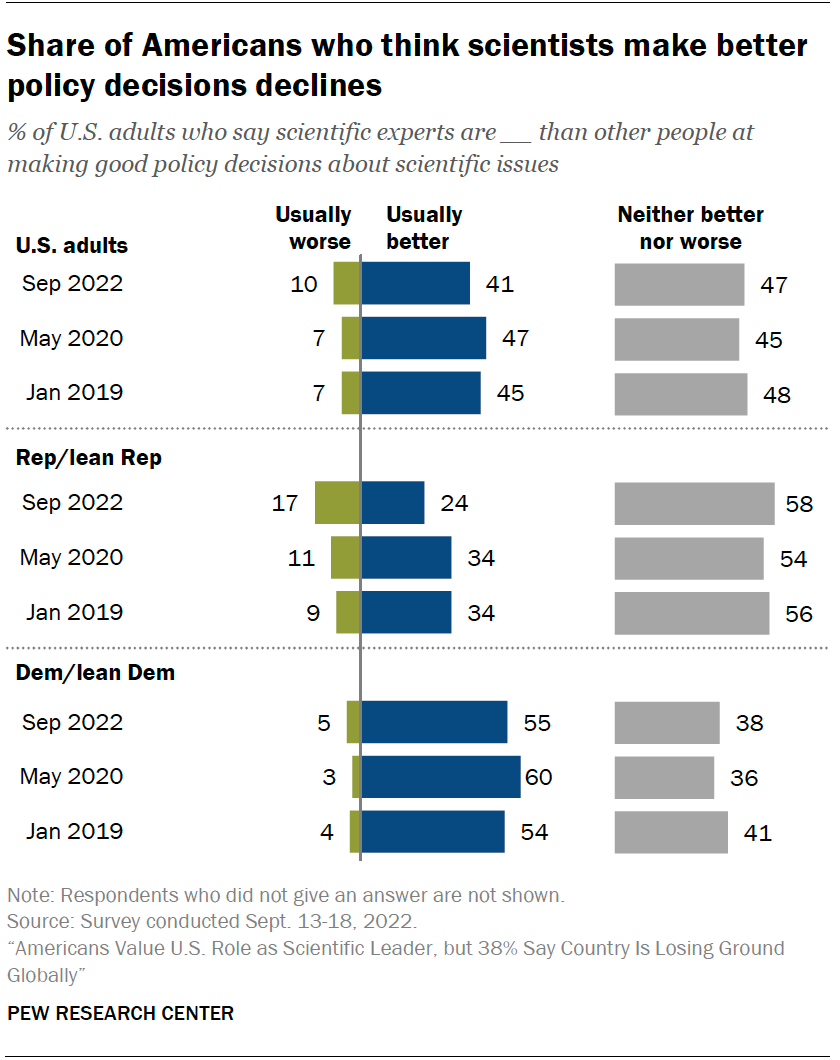 Share of Americans who think scientists make better
policy decisions declines
% of U.S. adults who say scientific experts are __ than other people at
making good policy decisions about scientific issues
Usually worse Usually better Neither better nor worse
U.S. adults
Sep 2022 10 41 47
May 2020 7 47 45
Jan 2019 7 45 48
Rep/lean Rep
Sep 2022 17 24 58
May 2020 11 34 54
Jan 2019 9 34 56
Dem/lean Dem
Sep 2022 5 55 38
May 2020 3 60 36
Jan 2019 4 54 41
Note: Respondents who did not give an answer are not shown.
Source: Survey conducted Sept. 13-18, 2022.
“Americans Value U.S. Role as Scientific Leader, but 38% Say Country Is Losing Ground
Globally”
PEW RESEARCH CENTER